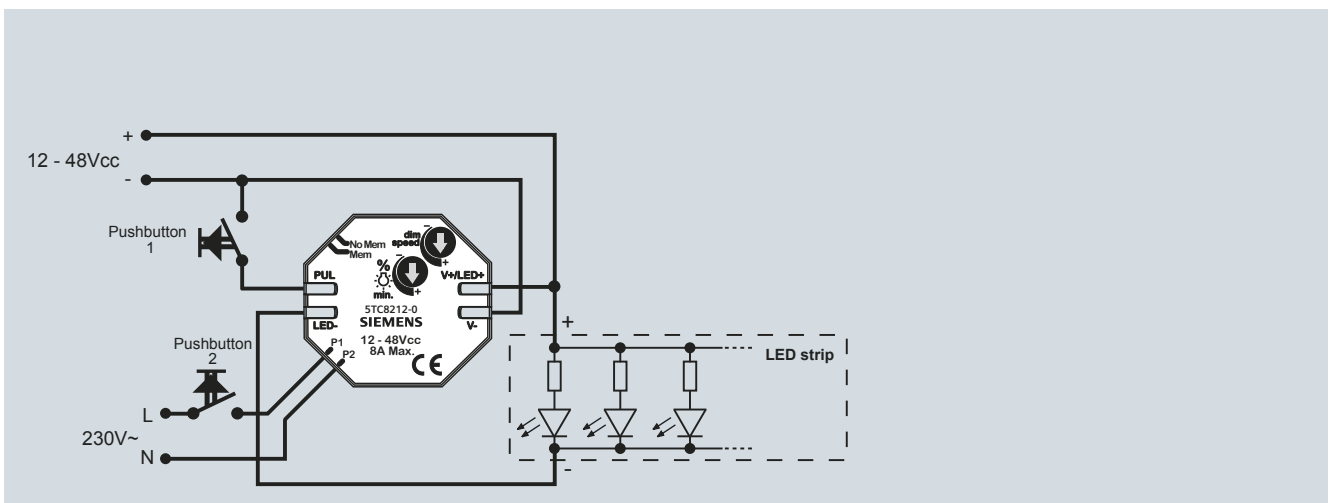 +
12 - 48Vcc
-
Pushbutton
1
No Mem
Mem
dim
speed
-
+
%
-
+
min.
PUL
V+/LED+
5TC8212-0
SIEMENS
LED-
V-
12 - 48Vcc
8A Max.
P1
P2
CE
Pushbutton
2
L
230V~
N
+
LED strip
-